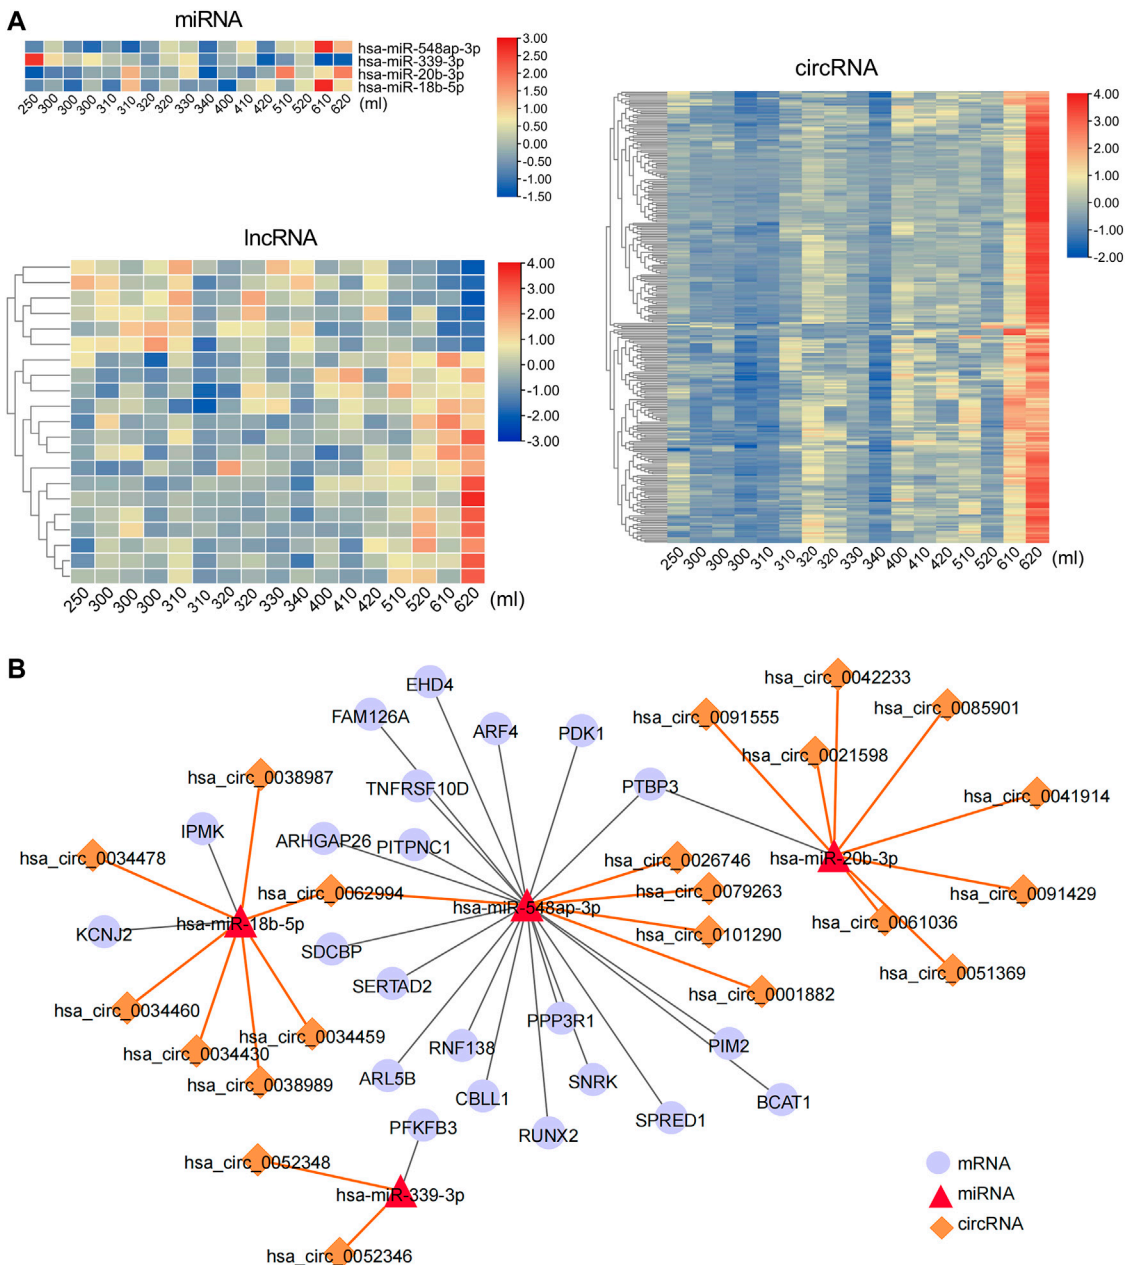 A
miRNA
hsa-miR-548ap-3p
hsa-miR-339-3p
hsa-miR-20b-3p
hsa-miR-18b-5p
250 300 300 300 310 310 320 320 330 340 400 410 420 510 520 610 620 (ml)
3.00
2.50
2.00
1.50
1.00
0.50
0.00
-0.50
-1.00
-1.50
circRNA
4.00
3.00
2.00
1.00
0.00
-1.00
-2.00
250 300 300 300 310 310 320 320 330 340 400 410 420 510 520 610 620 (ml)
lncRNA
4.00
3.00
2.00
1.00
0.00
-1.00
-2.00
-3.00
250 300 300 300 310 310 320 320 330 340 400 410 420 510 520 610 620 (ml)
B
EHD4
FAM126A
ARF4
PDK1
TNFRSF10D
PTBP3
ARHGAP26
PITPNC1
hsa_circ_0042233
hsa_circ_0091555
hsa_circ_0085901
hsa_circ_0021598
hsa_circ_0041914
hsa_circ_0038987
IPMK
hsa_circ_0034478
hsa_circ_0062994
hsa-miR-18b-5p
KCNJ2
hsa-miR-548ap-3p
hsa_circ_0026746
hsa_circ_0079263
hsa_circ_0101290
hsa_circ_0001882
hsa-miR-20b-3p
hsa_circ_0091429
hsa_circ_0061036
hsa_circ_0051369
SDCBP
SERTAD2
hsa_circ_0034460
hsa_circ_0034459
hsa_circ_0034430
hsa_circ_0038989
PPP3R1
RNF138
PIM2
ARL5B
CBLL1
SNRK
BCAT1
SPRED1
RUNX2
PFKFB3
hsa_circ_0052348
hsa-miR-339-3p
hsa_circ_0052346
mRNA
miRNA
circRNA